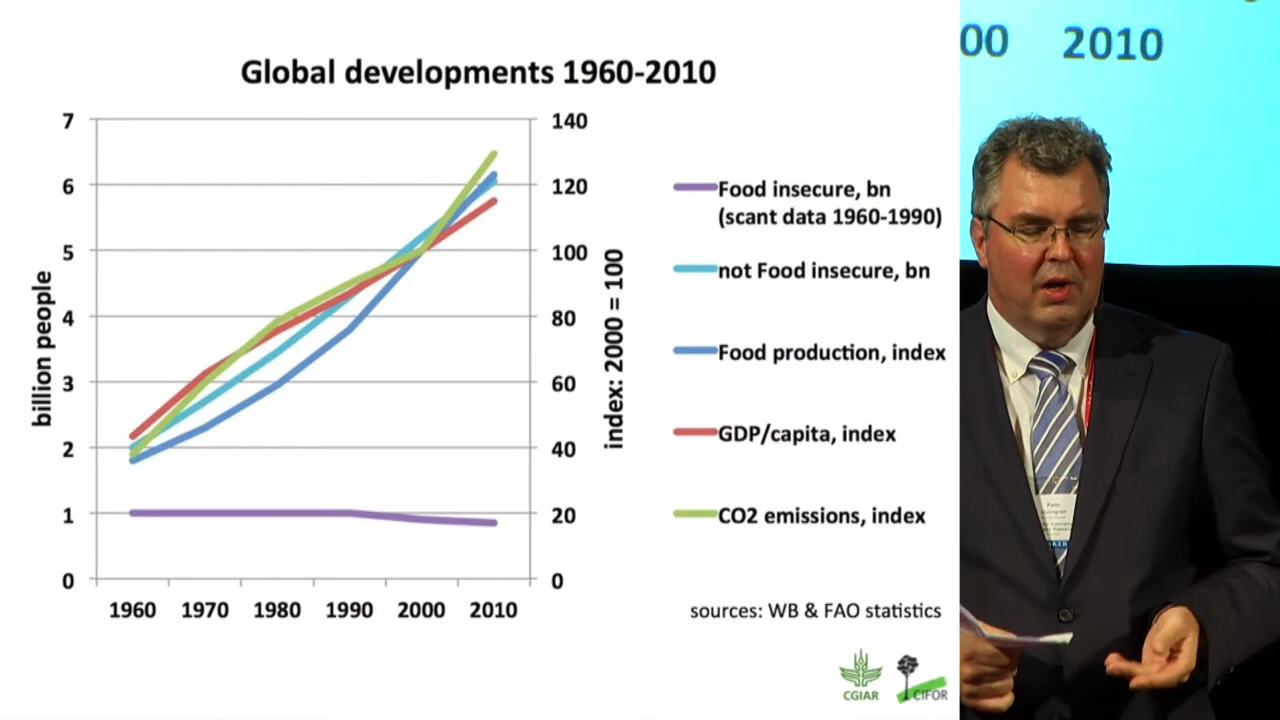 Global developments 1960-2010
7
6
5
4
3
2
1
0
billion people
140
120
100
80
60
40
20
0
index: 2000 = 100
1960 1970 1980 1990 2000 2010
Food insecure, bn
(scant data 1960-1990)
not Food insecure, bn
Food production, index
GDP/capita, index
CO2 emissions, index
sources: WB & FAO statistics
CGIAR
CIFOR
00 2010
Peter